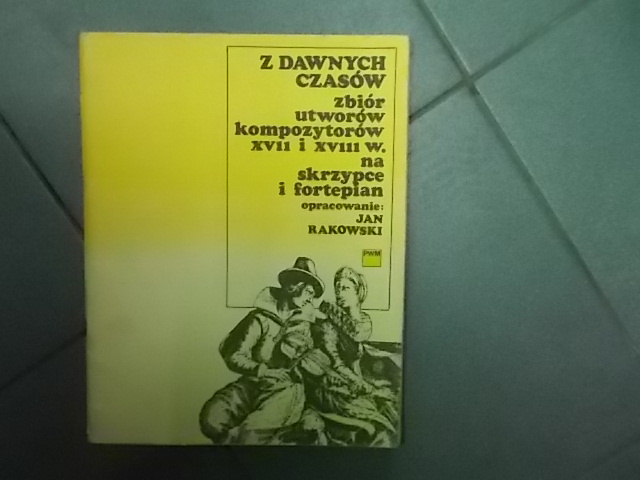 Z DAWNYCH
CZASÓW
zbiór
utworów
kompozytorów
XVII i XVIII w.
na
skrzypce
i fortepian
opracowanie:
JAN
RAKOWSKI
PWM